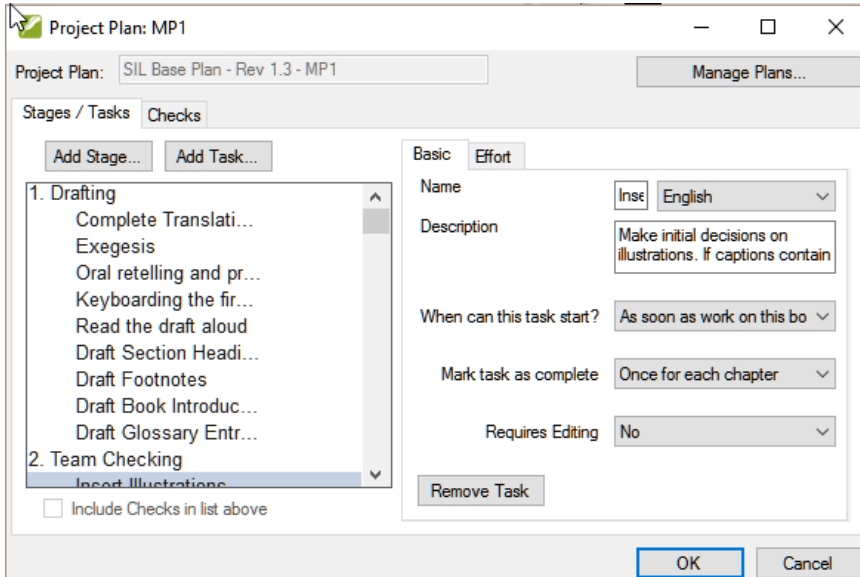 Project Plan: MP1
Project Plan: SIL Base Plan - Rev 1.3 - MP1 Manage Plans...
Stages / Tasks Checks
Add Stage... Add Task...
1. Drafting
Complete Translati...
Exegesis
Oral retelling and pr...
Keyboarding the fir...
Read the draft aloud
Draft Section Headi...
Draft Footnotes
Draft Book Introduc...
Draft Glossary Entr...
2. Team Checking
Insert Illustrations
Include Checks in list above
Basic Effort
Name Inse English
Description Make initial decisions on
illustrations. If captions contain
When can this task start? As soon as work on this bo
Mark task as complete Once for each chapter
Requires Editing No
Remove Task
OK Cancel